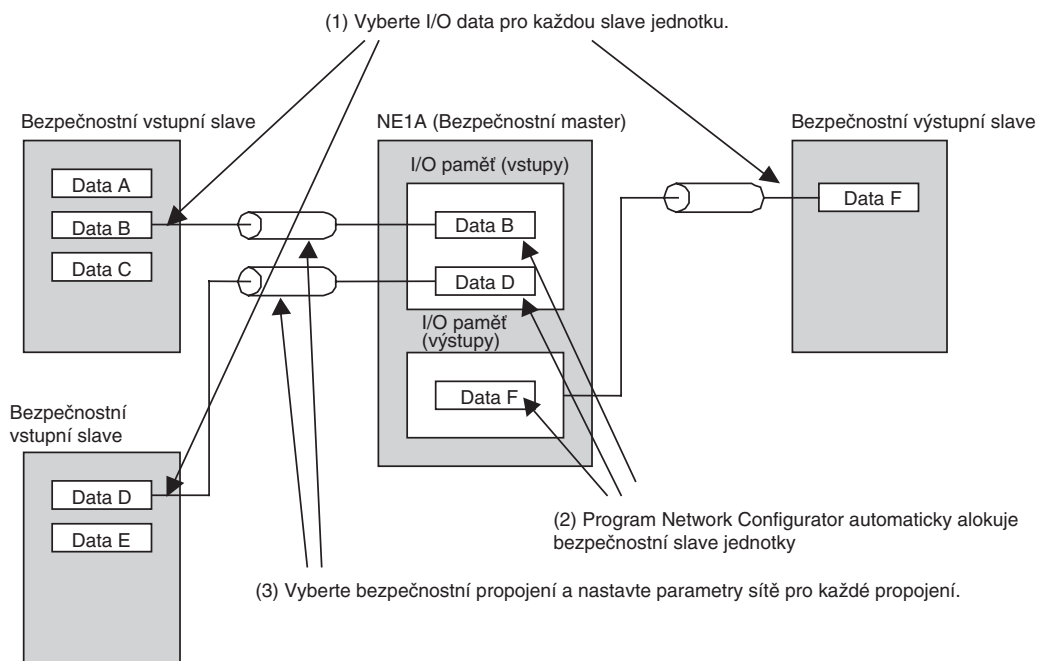 (1) Vyberte I/O data pro každou slave jednotku.
Bezpečnostní vstupní slave
Data A
Data B
Data C
NE1A (Bezpečnostní master)
I/O paměť (vstupy)
Data B
Data D
I/O paměť
(výstupy)
Data F
Bezpečnostní výstupní slave
Data F
Bezpečnostní
vstupní slave
Data D
Data E
(2) Program Network Configurator automaticky alokuje
bezpečnostní slave jednotky
(3) Vyberte bezpečnostní propojení a nastavte parametry sítě pro každé propojení.